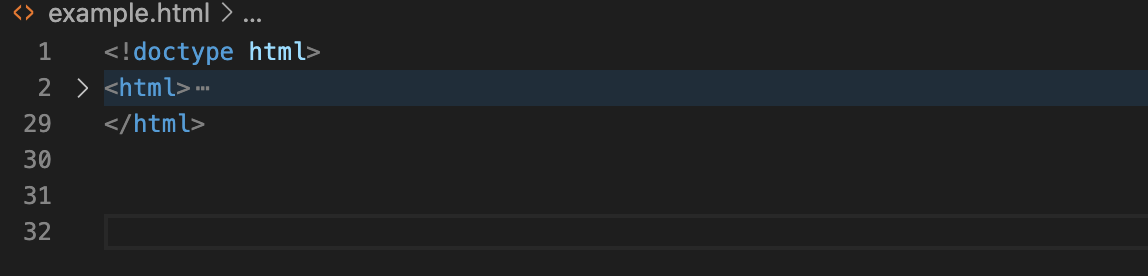 <> example.html > ...
1 <!doctype html>
2 > <html>⋯
29 </html>
30
31
32